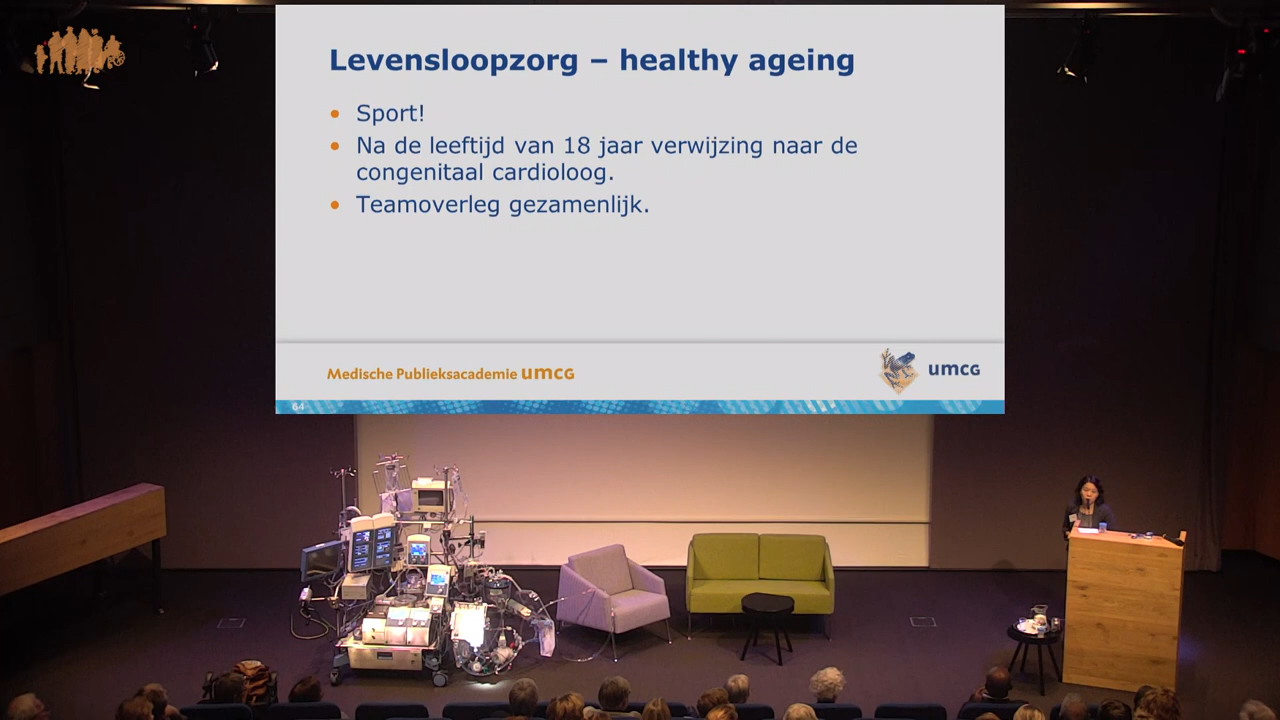 Levensloopzorg – healthy ageing
• Sport!
• Na de leeftijd van 18 jaar verwijzing naar de
congenitaal cardioloog.
• Teamoverleg gezamenlijk.
Medische Publieksacademie umcg
umcg
64